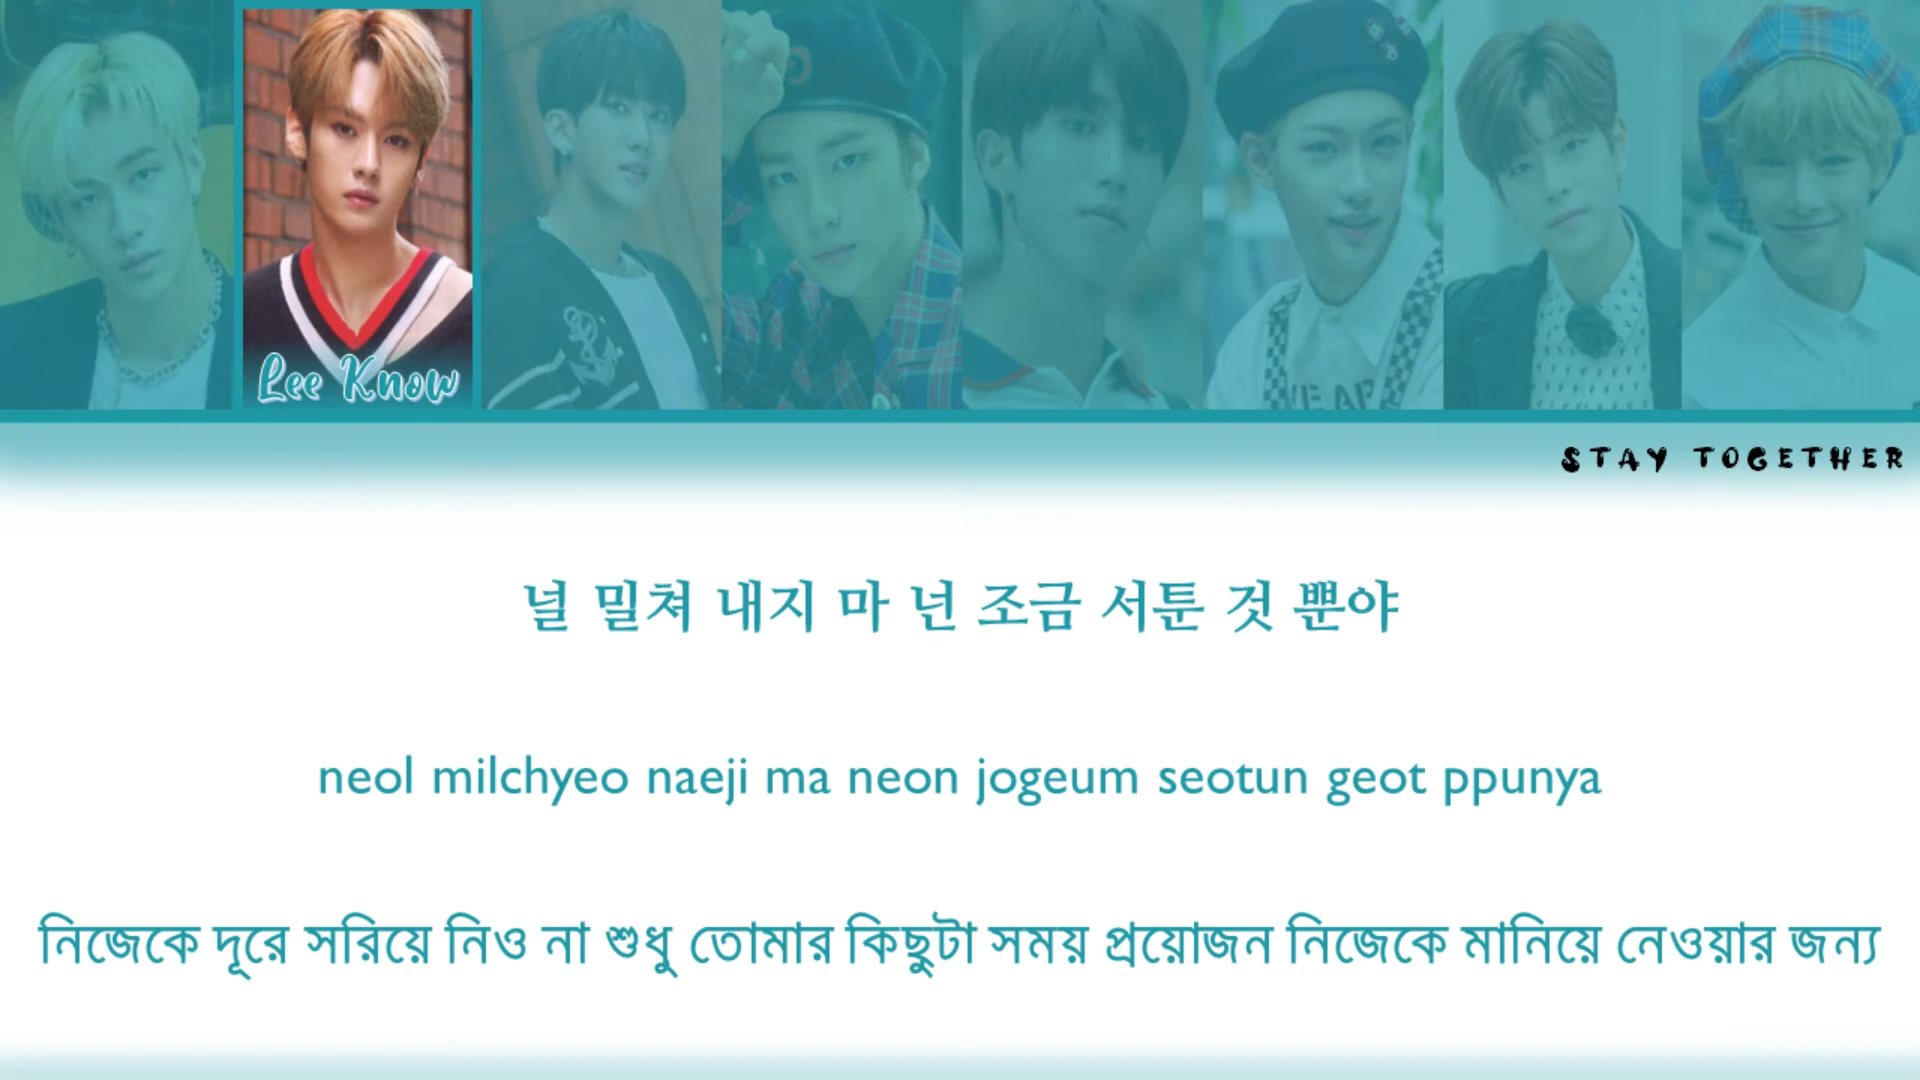 Lee Know
STAY TOGETHER
널 밀쳐 내지 마 넌 조금 서툰 것 뿐야
neol milchyeo naeji ma neon jogeum seotun geot ppunya
নিজেকে দূরে সরিয়ে নিও না শুধু তোমার কিছুটা সময় প্রয়োজন নিজেকে মানিয়ে নেওয়ার জন্য